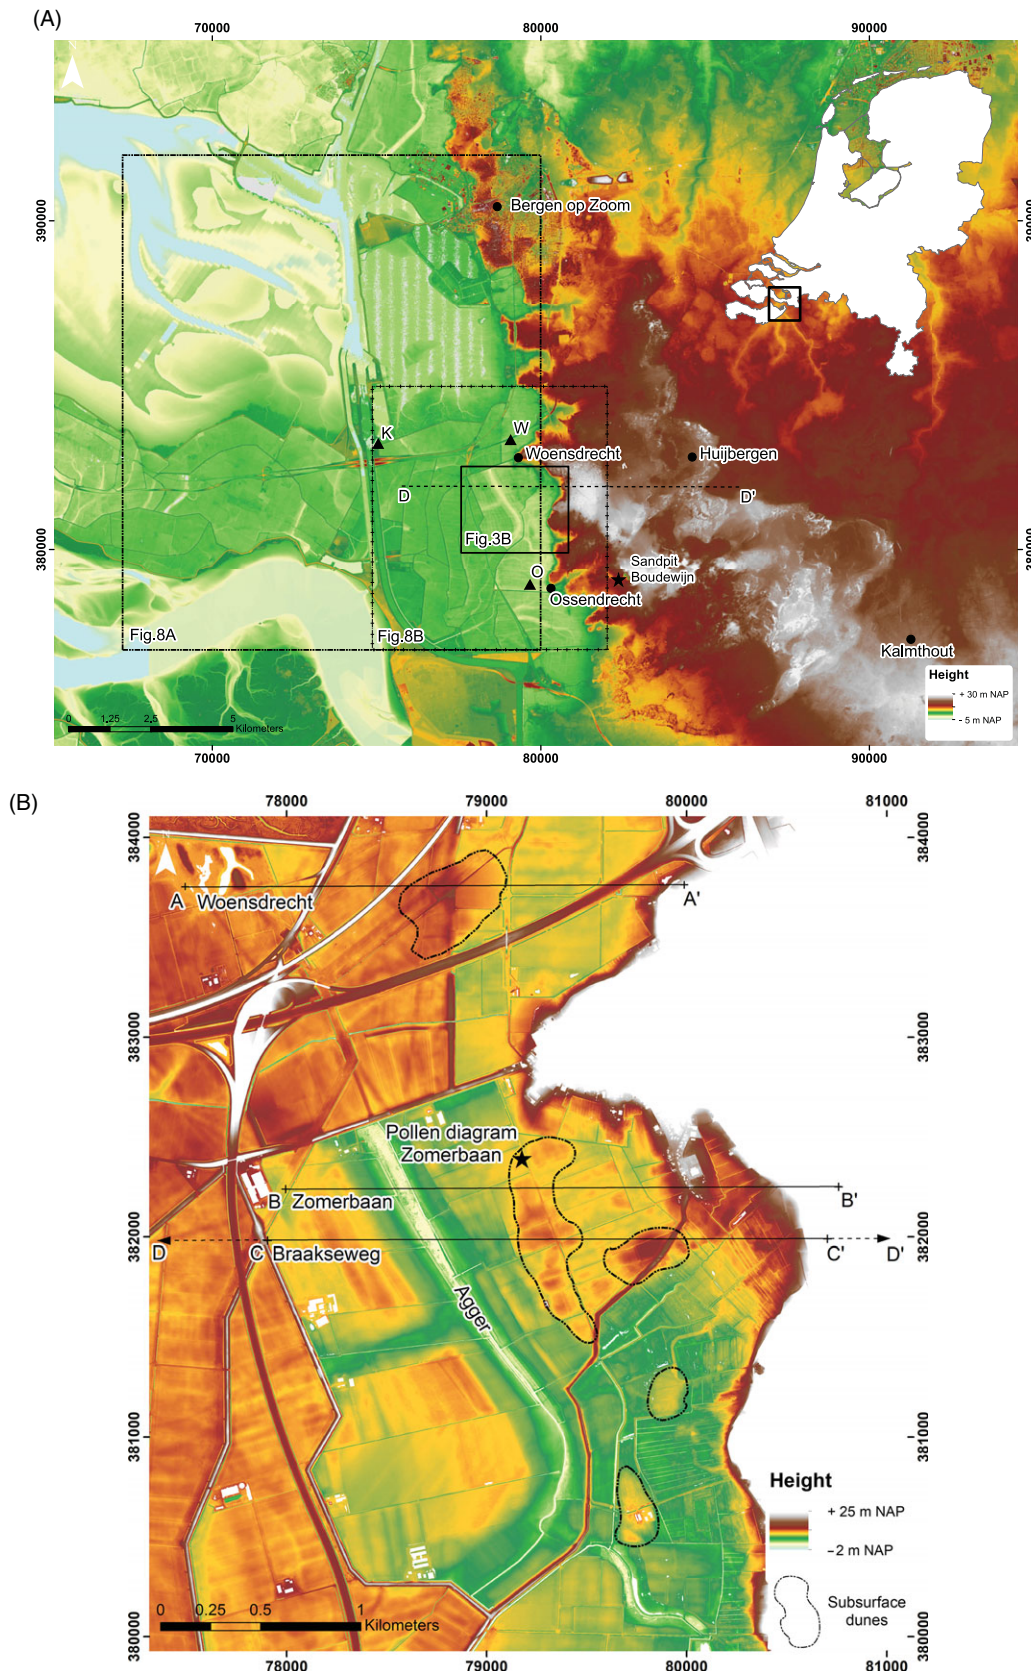 (A)
70000
80000
90000
390000
390000
Bergen op Zoom
K
W
Woensdrecht
Huijbergen
D
D'
Fig.3B
380000
380000
Sandpit
Boudewijn
O
Ossendrecht
Fig.8A
Fig.8B
Kalmthout
Height
+ 30 m NAP
- 5 m NAP
0 1.25 2.5 5
Kilometers
70000
80000
90000
(B)
78000
79000
80000
81000
384000
384000
A Woensdrecht
A'
383000
383000
Pollen diagram
Zomerbaan
B Zomerbaan
B'
382000
382000
D
C Braakseweg
C'
D'
Agger
381000
381000
Height
+ 25 m NAP
–2 m NAP
Subsurface
dunes
0 0.25 0.5 1
Kilometers
380000
380000
78000
79000
80000
81000